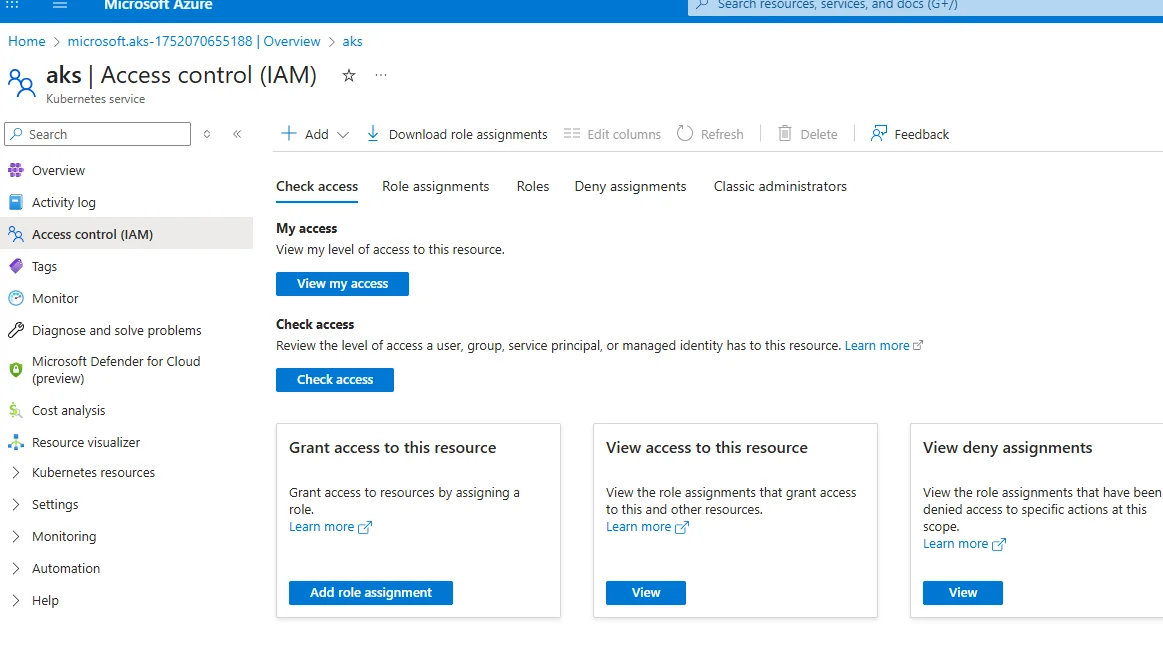 Microsoft Azure
Search resources, services, and docs (G+/)
Home > microsoft.aks-1752070655188 | Overview > aks
aks | Access control (IAM) ☆ ...
Kubernetes service
Search
Overview
Activity log
Access control (IAM)
Tags
Monitor
Diagnose and solve problems
Microsoft Defender for Cloud
(preview)
Cost analysis
Resource visualizer
Kubernetes resources
Settings
Monitoring
Automation
Help
Add Download role assignments Edit columns Refresh Delete Feedback
Check access Role assignments Roles Deny assignments Classic administrators
My access
View my level of access to this resource.
View my access
Check access
Review the level of access a user, group, service principal, or managed identity has to this resource. Learn more
Check access
Grant access to this resource
Grant access to resources by assigning a
role.
Learn more
Add role assignment
View access to this resource
View the role assignments that grant access
to this and other resources.
Learn more
View
View deny assignments
View the role assignments that have been
denied access to specific actions at this
scope.
Learn more
View